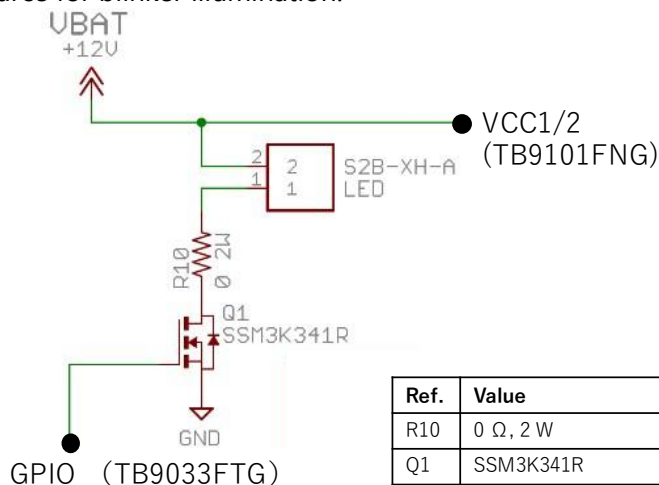 VBAT
+12V
VCC1/2
(TB9101FNG)
2
2
S2B-XH-A
1
1
LED
R10
0 2W
Q1
SSM3K341R
GND
GPIO （TB9033FTG）
Ref. Value
R10 0 Ω, 2 W
Q1 SSM3K341R